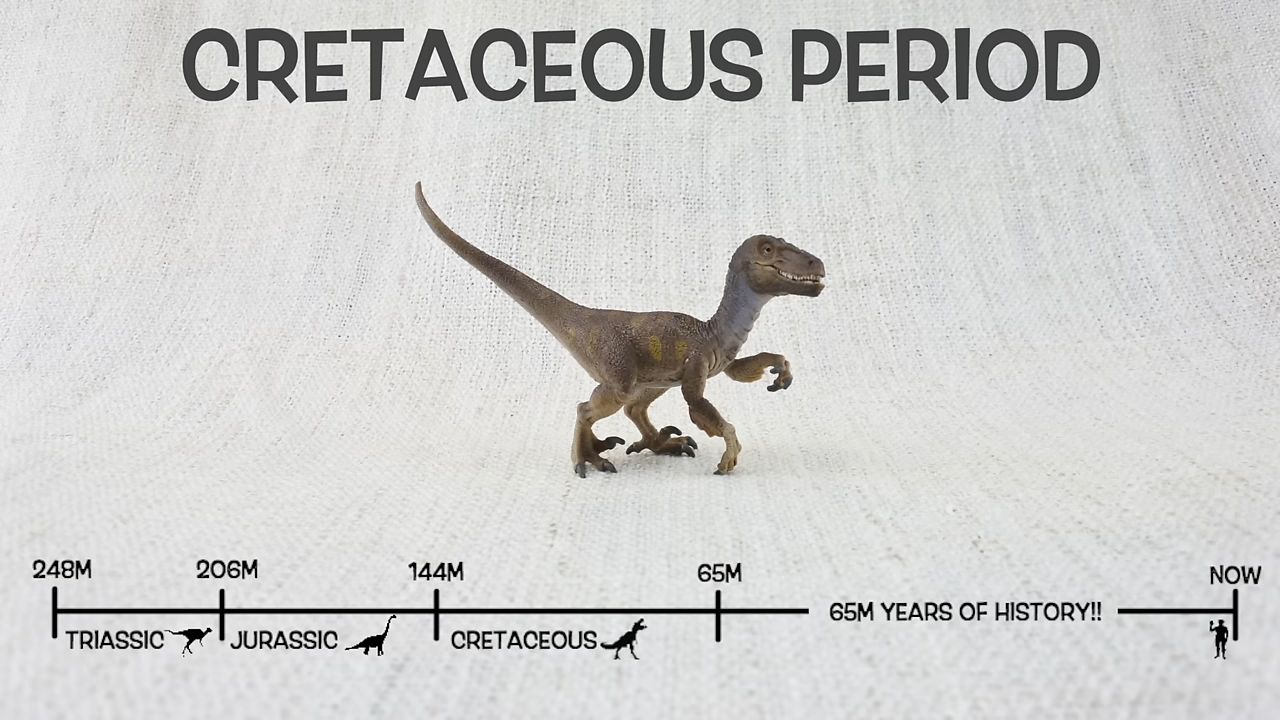 CRETACEOUS PERIOD
248M 206M 144M 65M NOW
65M YEARS OF HISTORY!!
TRIASSIC JURASSIC CRETACEOUS